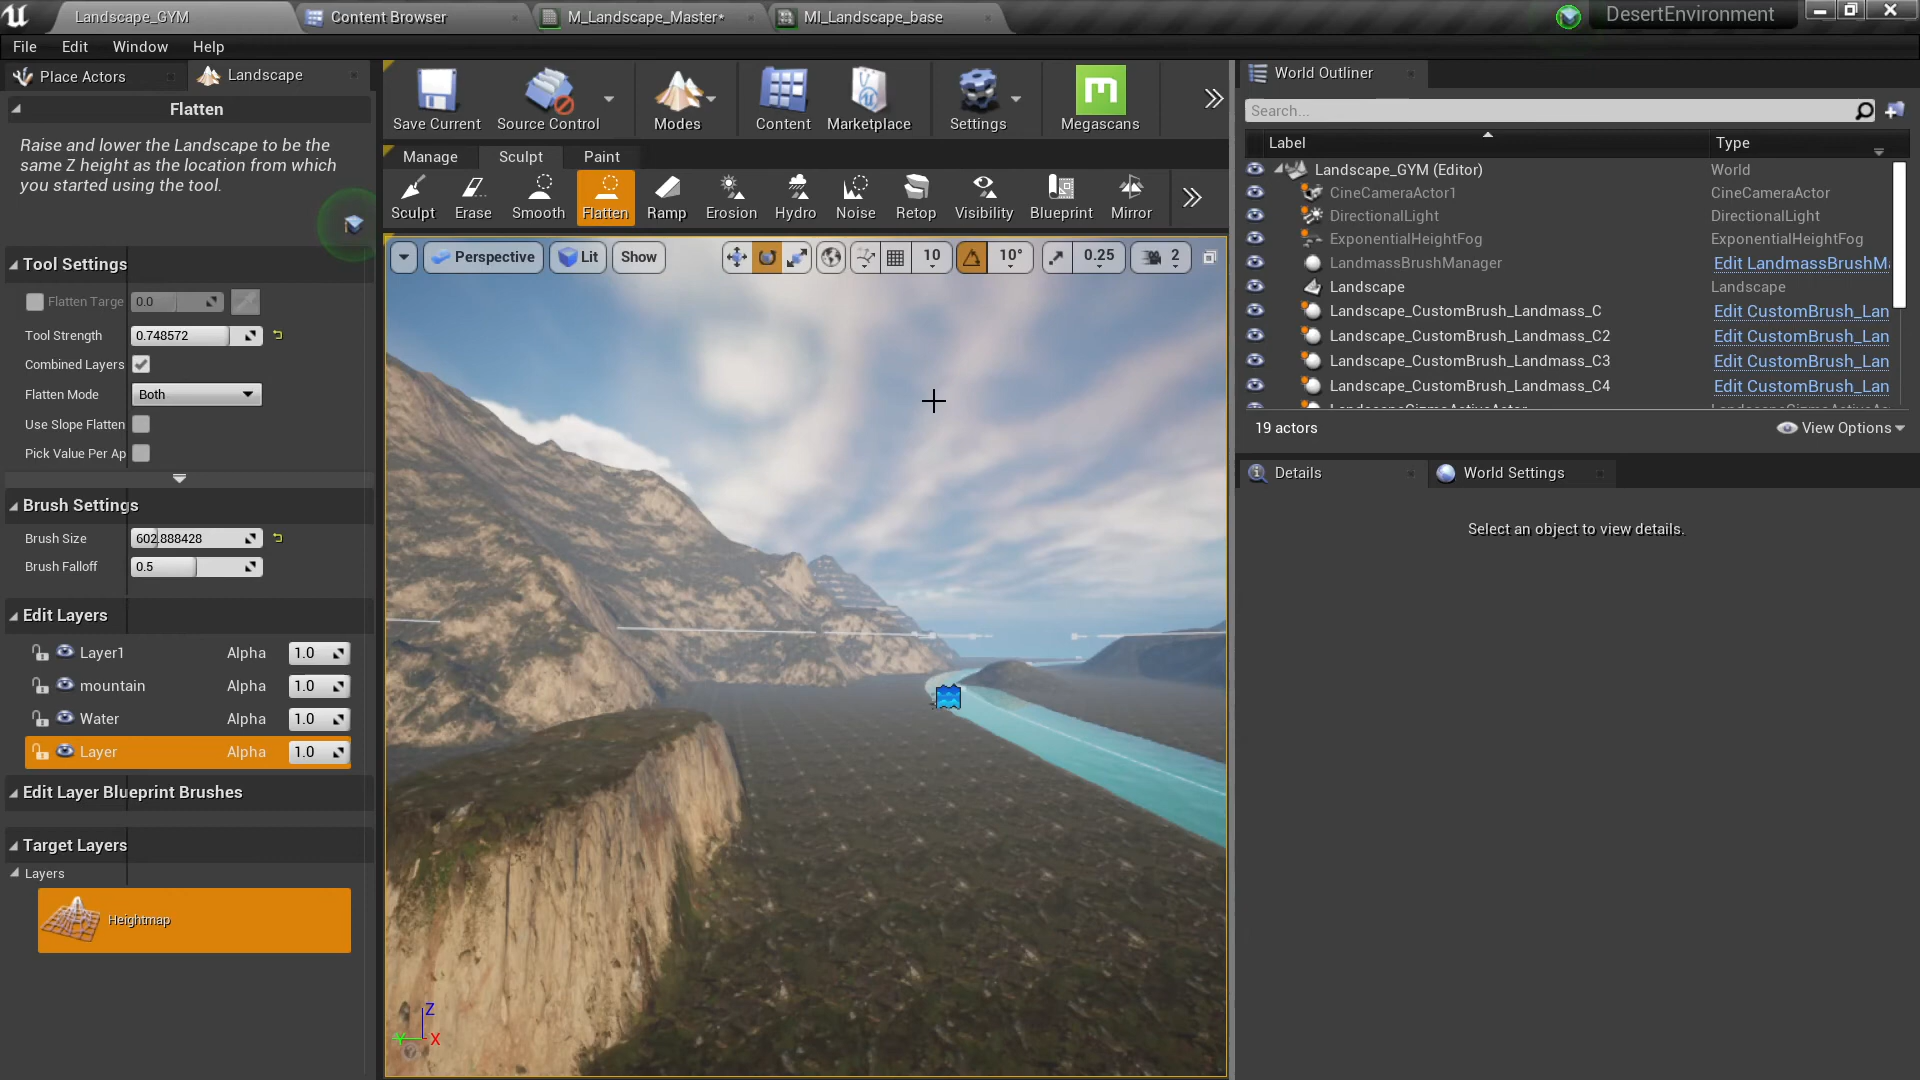 Landscape_GYM
Content Browser
M_Landscape_Master*
MI_Landscape_base
DesertEnvironment
File
Edit
Window
Help
Place Actors
Landscape
Flatten
Raise and lower the Landscape to be the
same Z height as the location from which
you started using the tool.
Tool Settings
Flatten Targe
0.0
Tool Strength
0.748572
Combined Layers
Flatten Mode
Both
Use Slope Flatten
Pick Value Per Ap
Brush Settings
Brush Size
602.888428
Brush Falloff
0.5
Edit Layers
Layer1 Alpha 1.0
mountain Alpha 1.0
Water Alpha 1.0
Layer Alpha 1.0
Edit Layer Blueprint Brushes
Target Layers
Layers
Heightmap
Save Current
Source Control
Modes
Content
Marketplace
Settings
Megascans
Manage
Sculpt
Paint
Sculpt
Erase
Smooth
Flatten
Ramp
Erosion
Hydro
Noise
Retop
Visibility
Blueprint
Mirror
Perspective
Lit
Show
10
10°
0.25
2
Z
Y
X
World Outliner
Search...
Label
Type
Landscape_GYM (Editor) World
CineCameraActor1 CineCameraActor
DirectionalLight DirectionalLight
ExponentialHeightFog ExponentialHeightFog
LandmassBrushManager Edit LandmassBrushM
Landscape Landscape
Landscape_CustomBrush_Landmass_C Edit CustomBrush_Lan
Landscape_CustomBrush_Landmass_C2 Edit CustomBrush_Lan
Landscape_CustomBrush_Landmass_C3 Edit CustomBrush_Lan
Landscape_CustomBrush_Landmass_C4 Edit CustomBrush_Lan
19 actors
View Options
Details
World Settings
Select an object to view details.